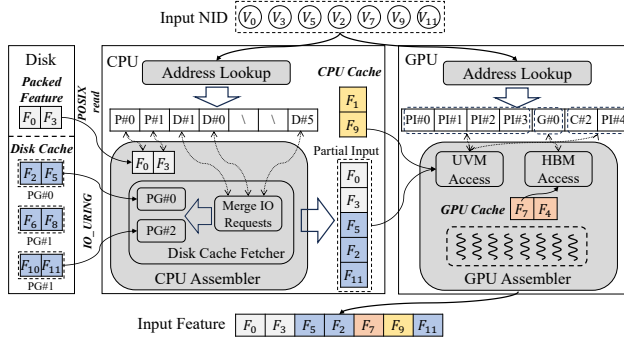 Input NID V0 V3 V5 V2 V7 V9 V11
Disk
Packed Feature
F0 F3
Disk Cache
F2 F5
PG#0
F6 F8
PG#1
F10 F11
PG#1
POSIX read
IO_URING
CPU
Address Lookup
P#0 P#1 D#1 D#0 \ \ D#5
F0 F3
PG#0
PG#2
Merge IO Requests
Disk Cache Fetcher
CPU Assembler
CPU Cache
F1
F9
Partial Input
F0
F3
F5
F2
F11
GPU
Address Lookup
PI#0 PI#1 PI#2 PI#3 G#0 C#2 PI#4
UVM Access
HBM Access
GPU Cache F7 F4
GPU Assembler
Input Feature F0 F3 F5 F2 F7 F9 F11